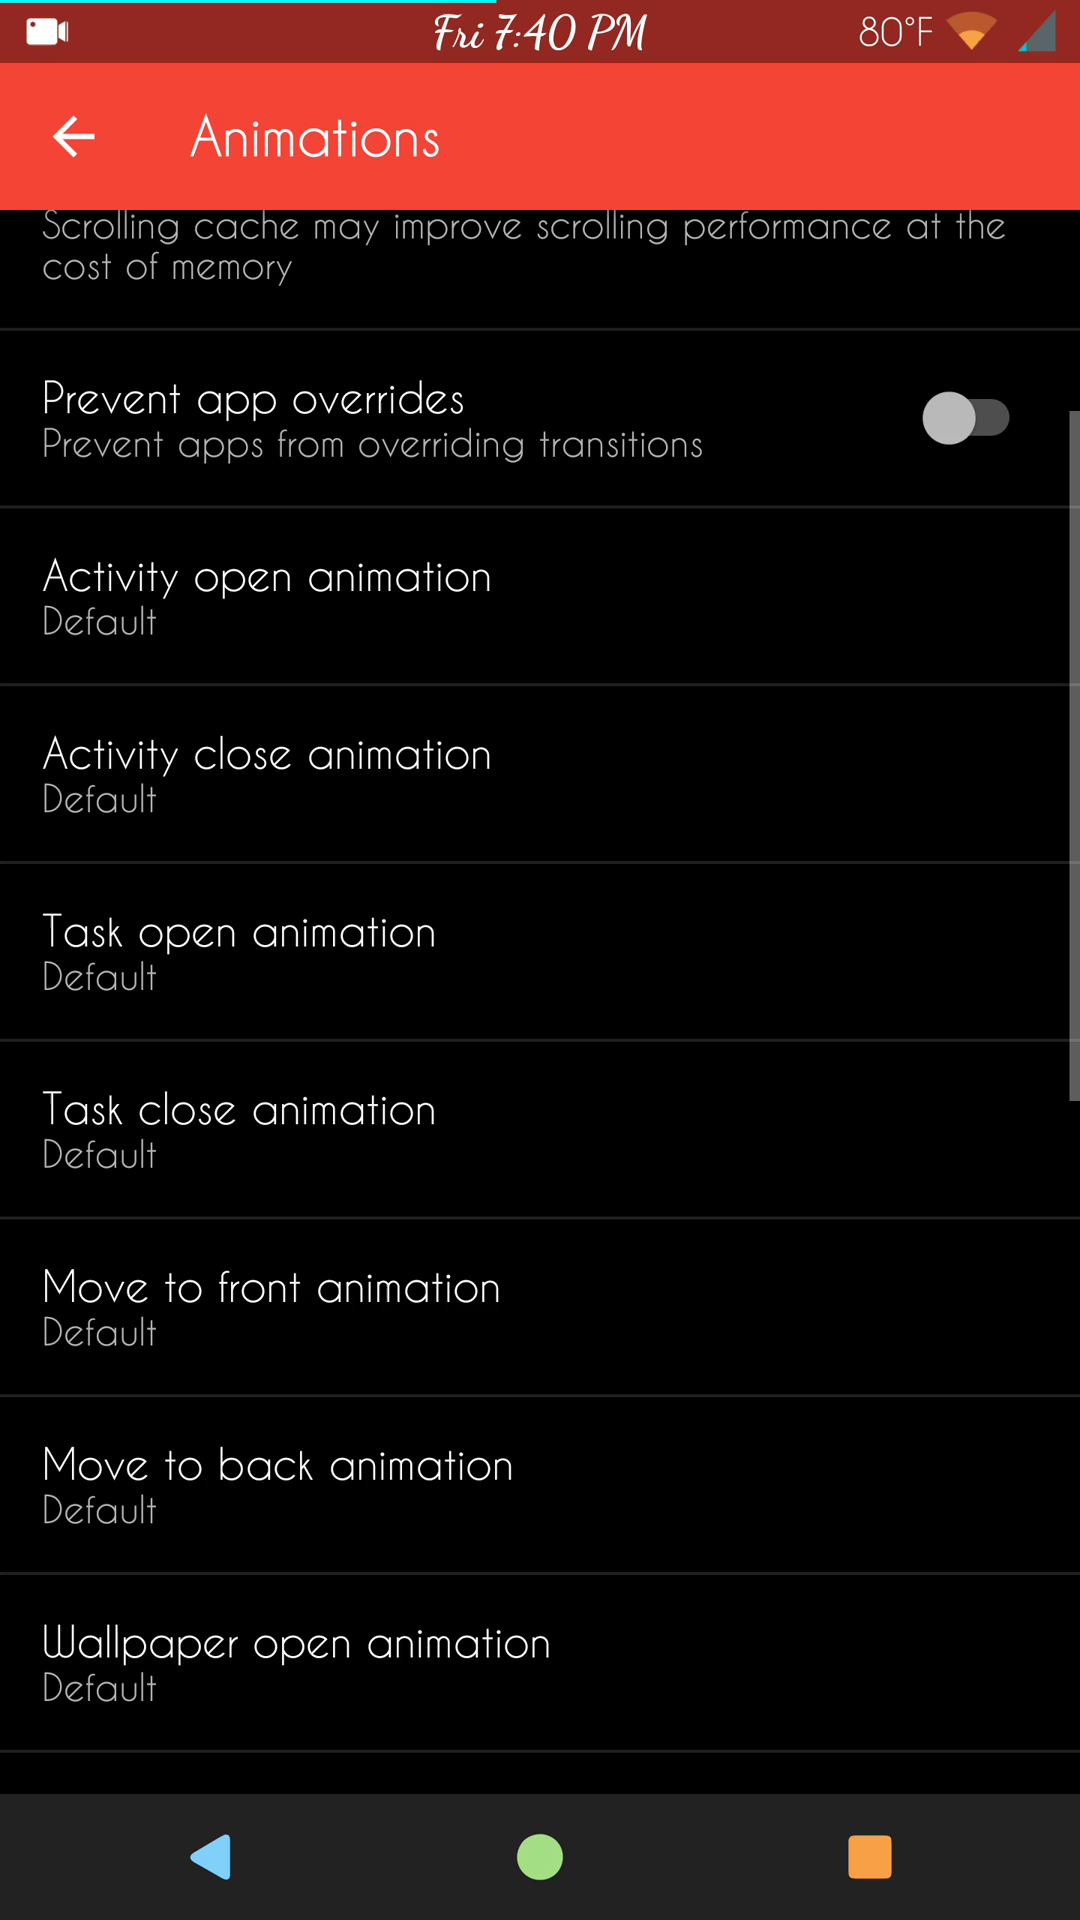 Fri 7:40 PM
80°F
Animations
Scrolling cache may improve scrolling performance at the
cost of memory
Prevent app overrides
Prevent apps from overriding transitions
Activity open animation
Default
Activity close animation
Default
Task open animation
Default
Task close animation
Default
Move to front animation
Default
Move to back animation
Default
Wallpaper open animation
Default